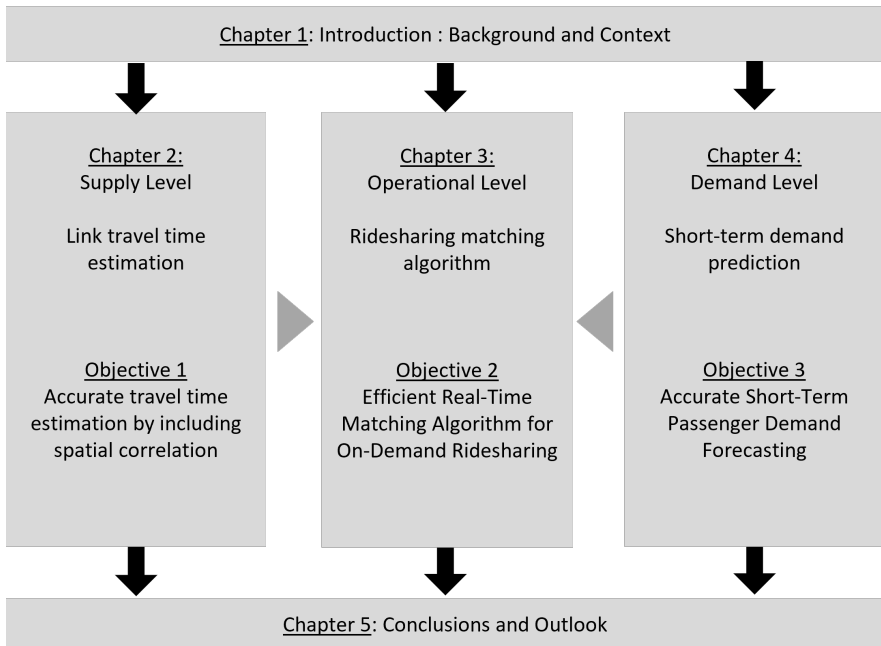 Chapter 1: Introduction : Background and Context
Chapter 2:
Supply Level
Link travel time
estimation
Objective 1
Accurate travel time
estimation by including
spatial correlation
Chapter 3:
Operational Level
Ridesharing matching
algorithm
Objective 2
Efficient Real-Time
Matching Algorithm for
On-Demand Ridesharing
Chapter 4:
Demand Level
Short-term demand
prediction
Objective 3
Accurate Short-Term
Passenger Demand
Forecasting
Chapter 5: Conclusions and Outlook